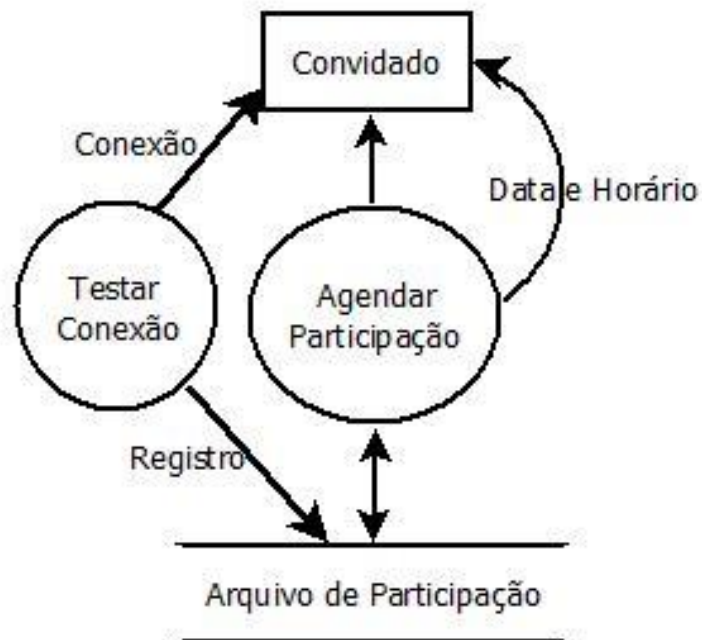 Convidado
Conexão
Data e Horário
Testar
Conexão
Agendar
Participação
Registro
Arquivo de Participação